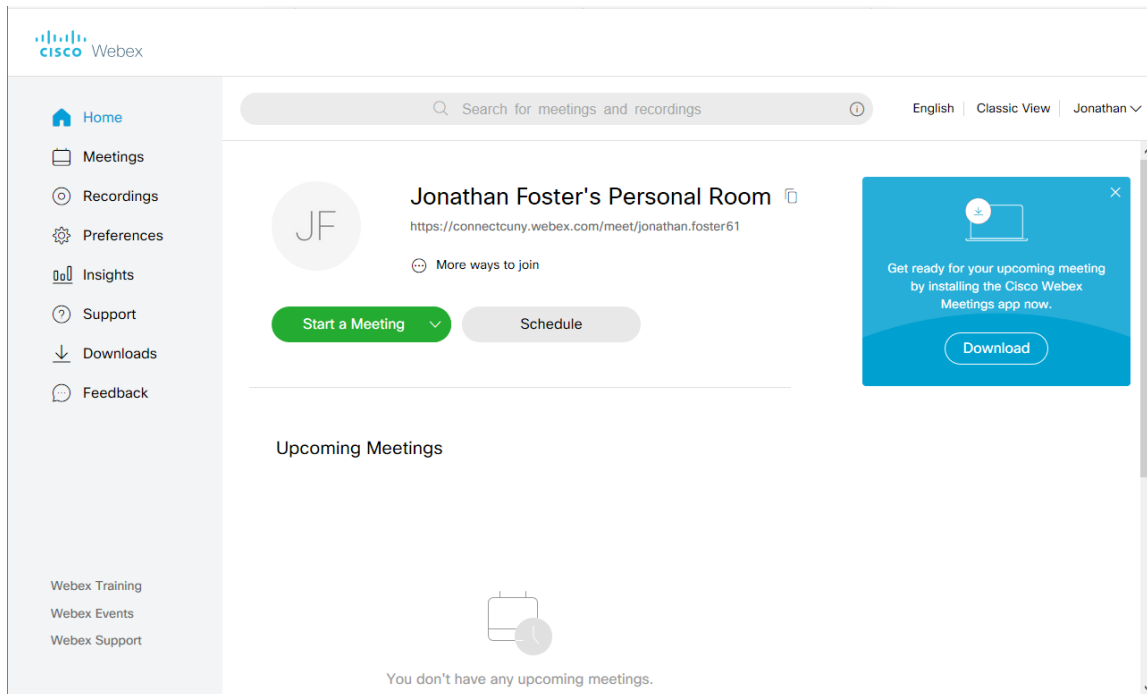 CISCO Webex
Home
Meetings
Recordings
Preferences
Insights
Support
Downloads
Feedback
Webex Training
Webex Events
Webex Support
Search for meetings and recordings
English
Classic View
Jonathan
JF
Jonathan Foster's Personal Room
https://connectcuny.webex.com/meet/jonathan.foster61
More ways to join
Start a Meeting
Schedule
Get ready for your upcoming meeting
by installing the Cisco Webex
Meetings app now.
Download
Upcoming Meetings
You don't have any upcoming meetings.